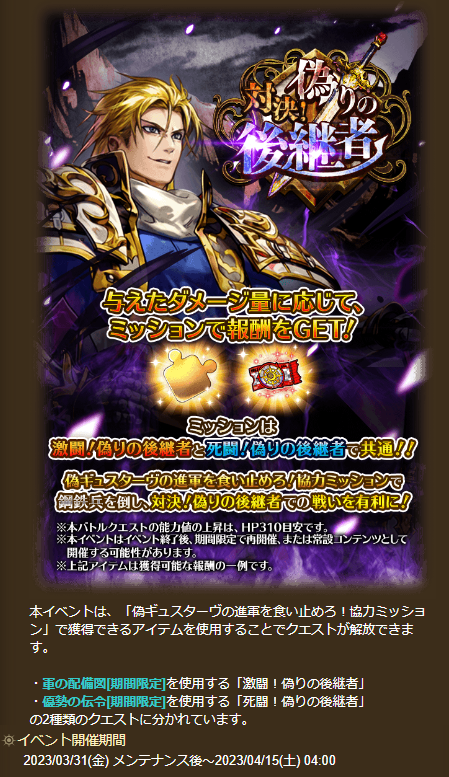 対決!偽りの
後継者
与えたダメージ量に応じて、
ミッションで報酬をGET!
ミッションは
激闘!偽りの後継者と死闘!偽りの後継者で共通!!
偽ギュスターヴの進軍を食い止めろ!協力ミッションで
鋼鉄兵を倒し、対決!偽りの後継者での戦いを有利に!
※本バトルクエストの能力値の上昇は、HP310目安です。
※本イベントはイベント終了後、期間限定で再開催、または常設コンテンツとして
開催する可能性があります。
※上記アイテムは獲得可能な報酬の一例です。
本イベントは、「偽ギュスターヴの進軍を食い止めろ！協力ミッショ
ン」で獲得できるアイテムを使用することでクエストが解放できま
す。
・軍の配備図[期間限定]を使用する「激闘！偽りの後継者」
・優勢の伝令[期間限定]を使用する「死闘！偽りの後継者」
の2種類のクエストに分かれています。
イベント開催期間
2023/03/31(金) メンテナンス後～2023/04/15(土) 04:00